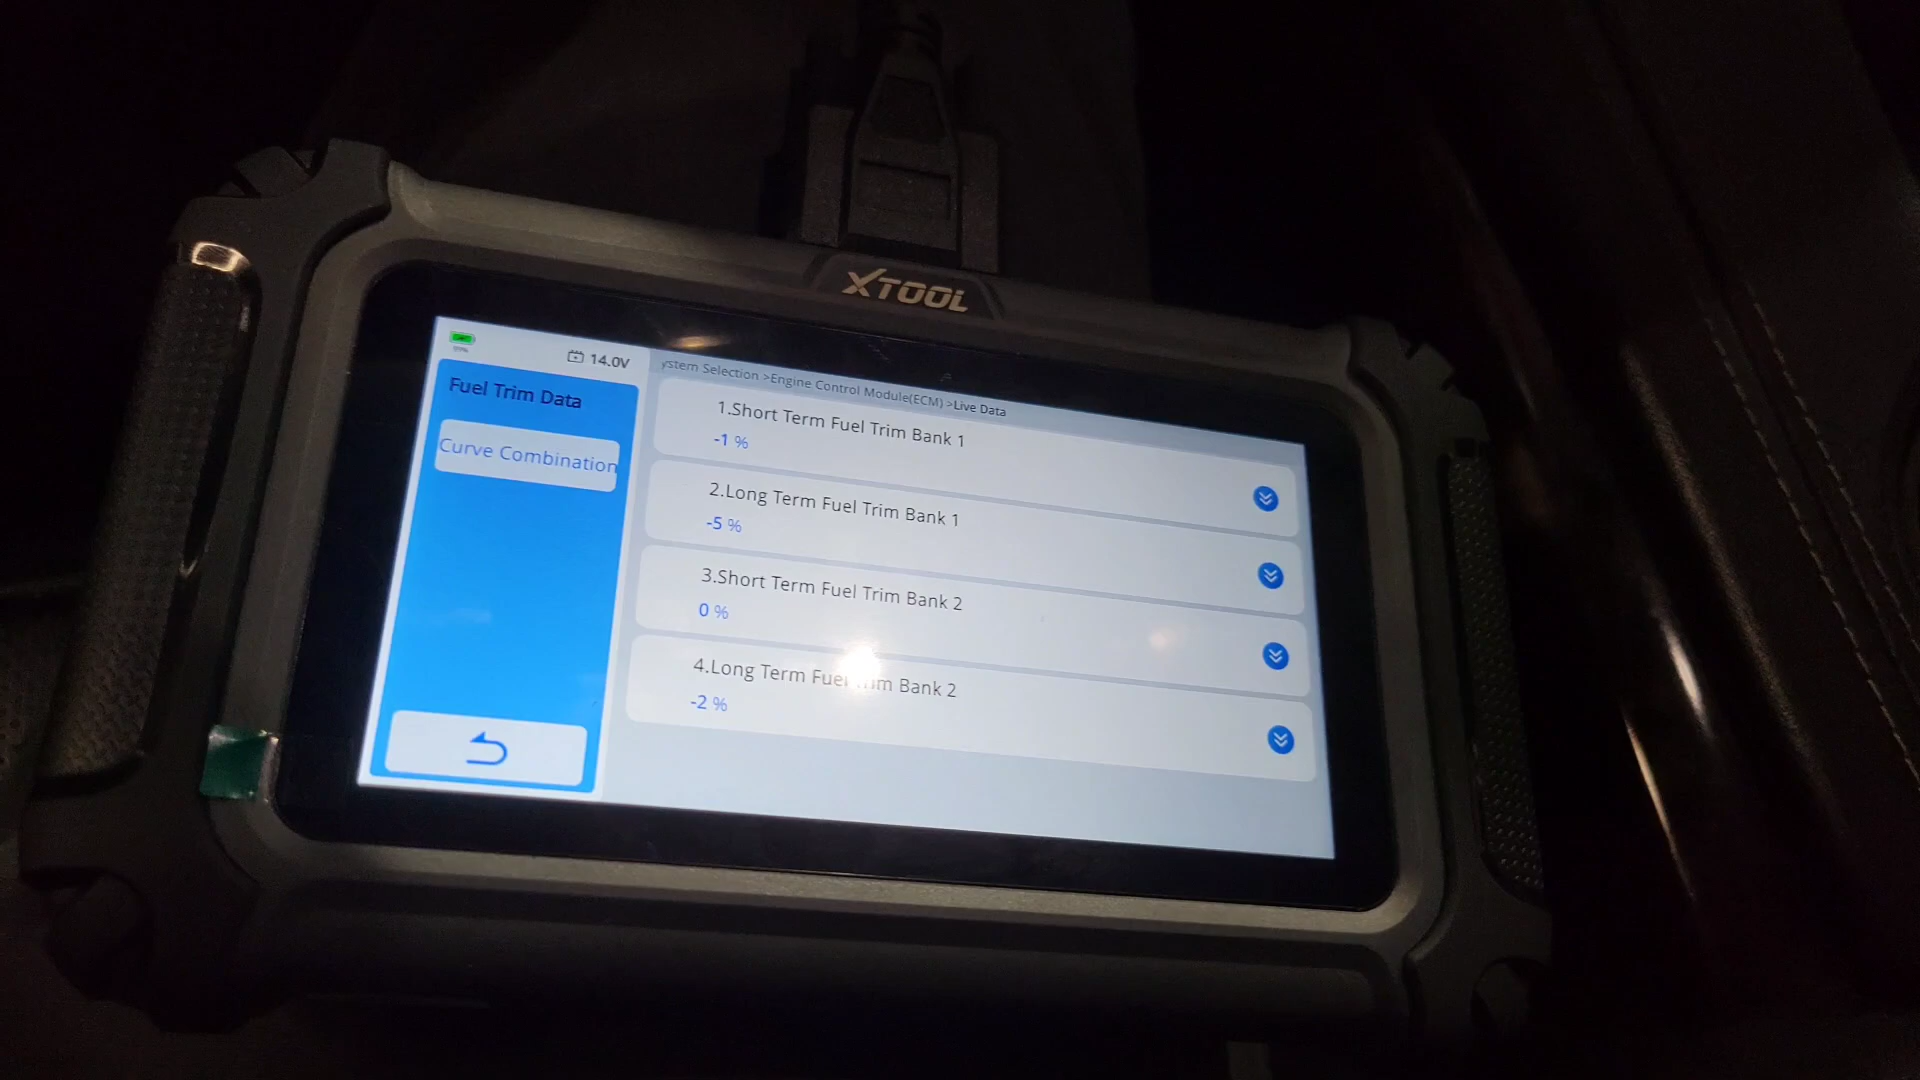 XTOOL
99%
14.0V
ystem Selection >Engine Control Module(ECM) >Live Data
Fuel Trim Data
Curve Combination
1.Short Term Fuel Trim Bank 1
-1 %
2.Long Term Fuel Trim Bank 1
-5 %
3.Short Term Fuel Trim Bank 2
0 %
4.Long Term Fuel Trim Bank 2
-2 %